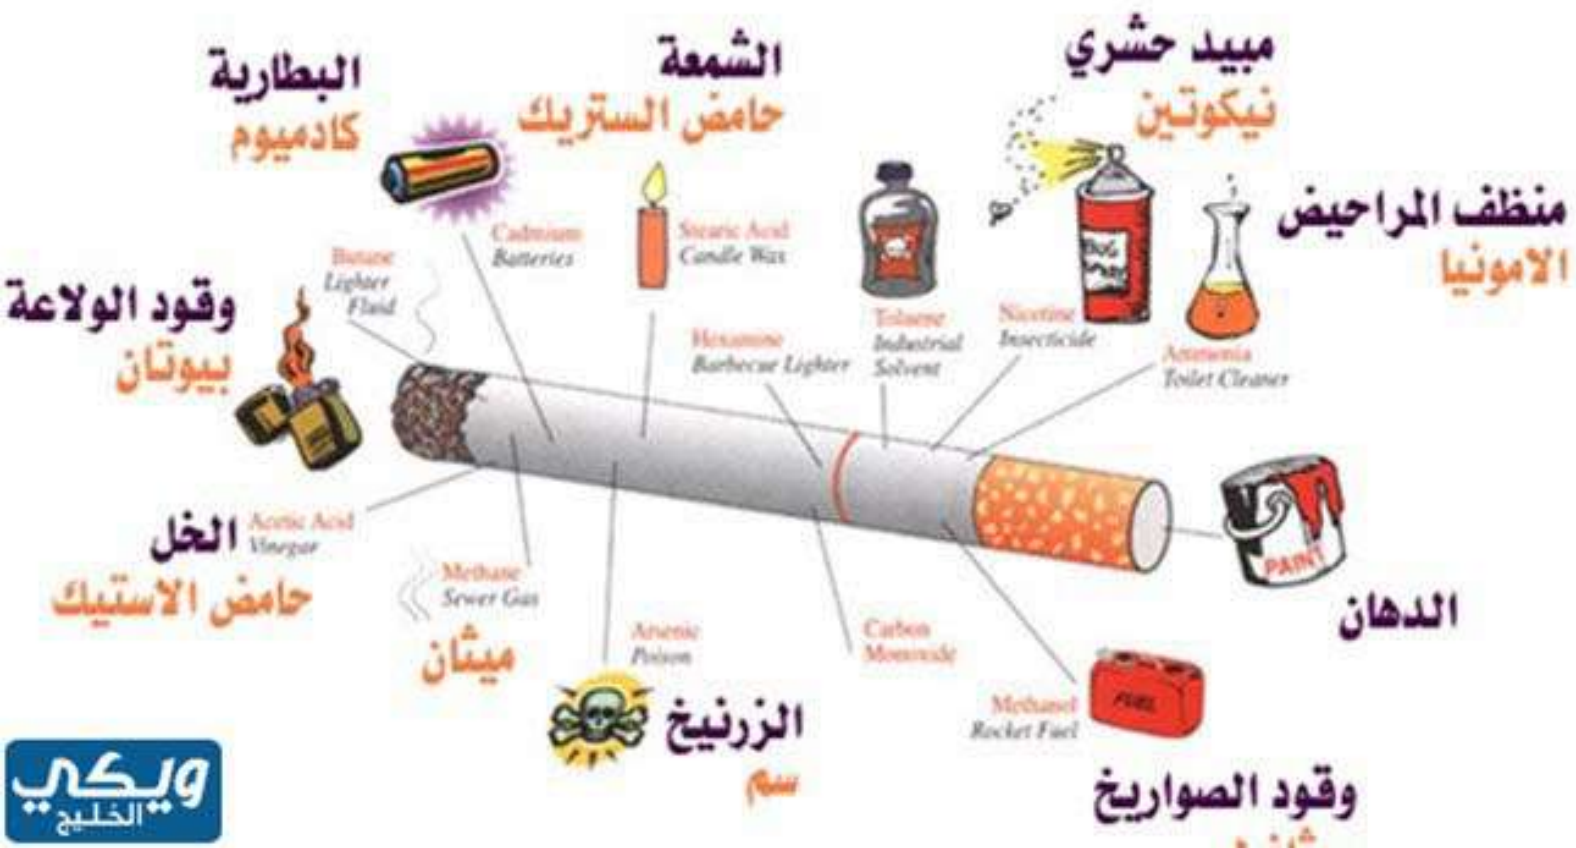 مبيد حشري
نيكوتين
الشمعة
حامض الستريك
البطارية
كادميوم
منظف المراحيض
الامونيا
وقود الولاعة
بيوتان
Butane
Lighter
Fluid
Cadmium
Batteries
Stearic Acid
Candle Wax
Hexamine
Barbecue Lighter
Toluene
Industrial
Solvent
Nicotine
Insecticide
BUG
SPRAY
Ammonia
Toilet Cleaner
PAINT
الدهان
الخل
حامض الاستيك
Acetic Acid
Vinegar
Methane
Sewer Gas
ميثان
Arsenic
Poison
الزرنيخ
سم
Carbon
Monoxide
Methanol
Rocket Fuel
FUEL
وقود الصواريخ
ويكي
الخليج